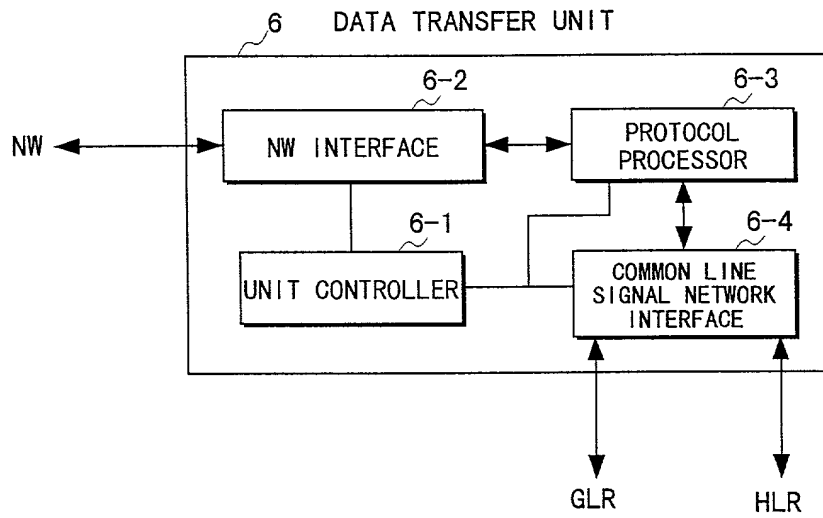 6 DATA TRANSFER UNIT
6-2
6-3
NW
NW INTERFACE
PROTOCOL
PROCESSOR
6-1
6-4
UNIT CONTROLLER
COMMON LINE
SIGNAL NETWORK
INTERFACE
GLR
HLR